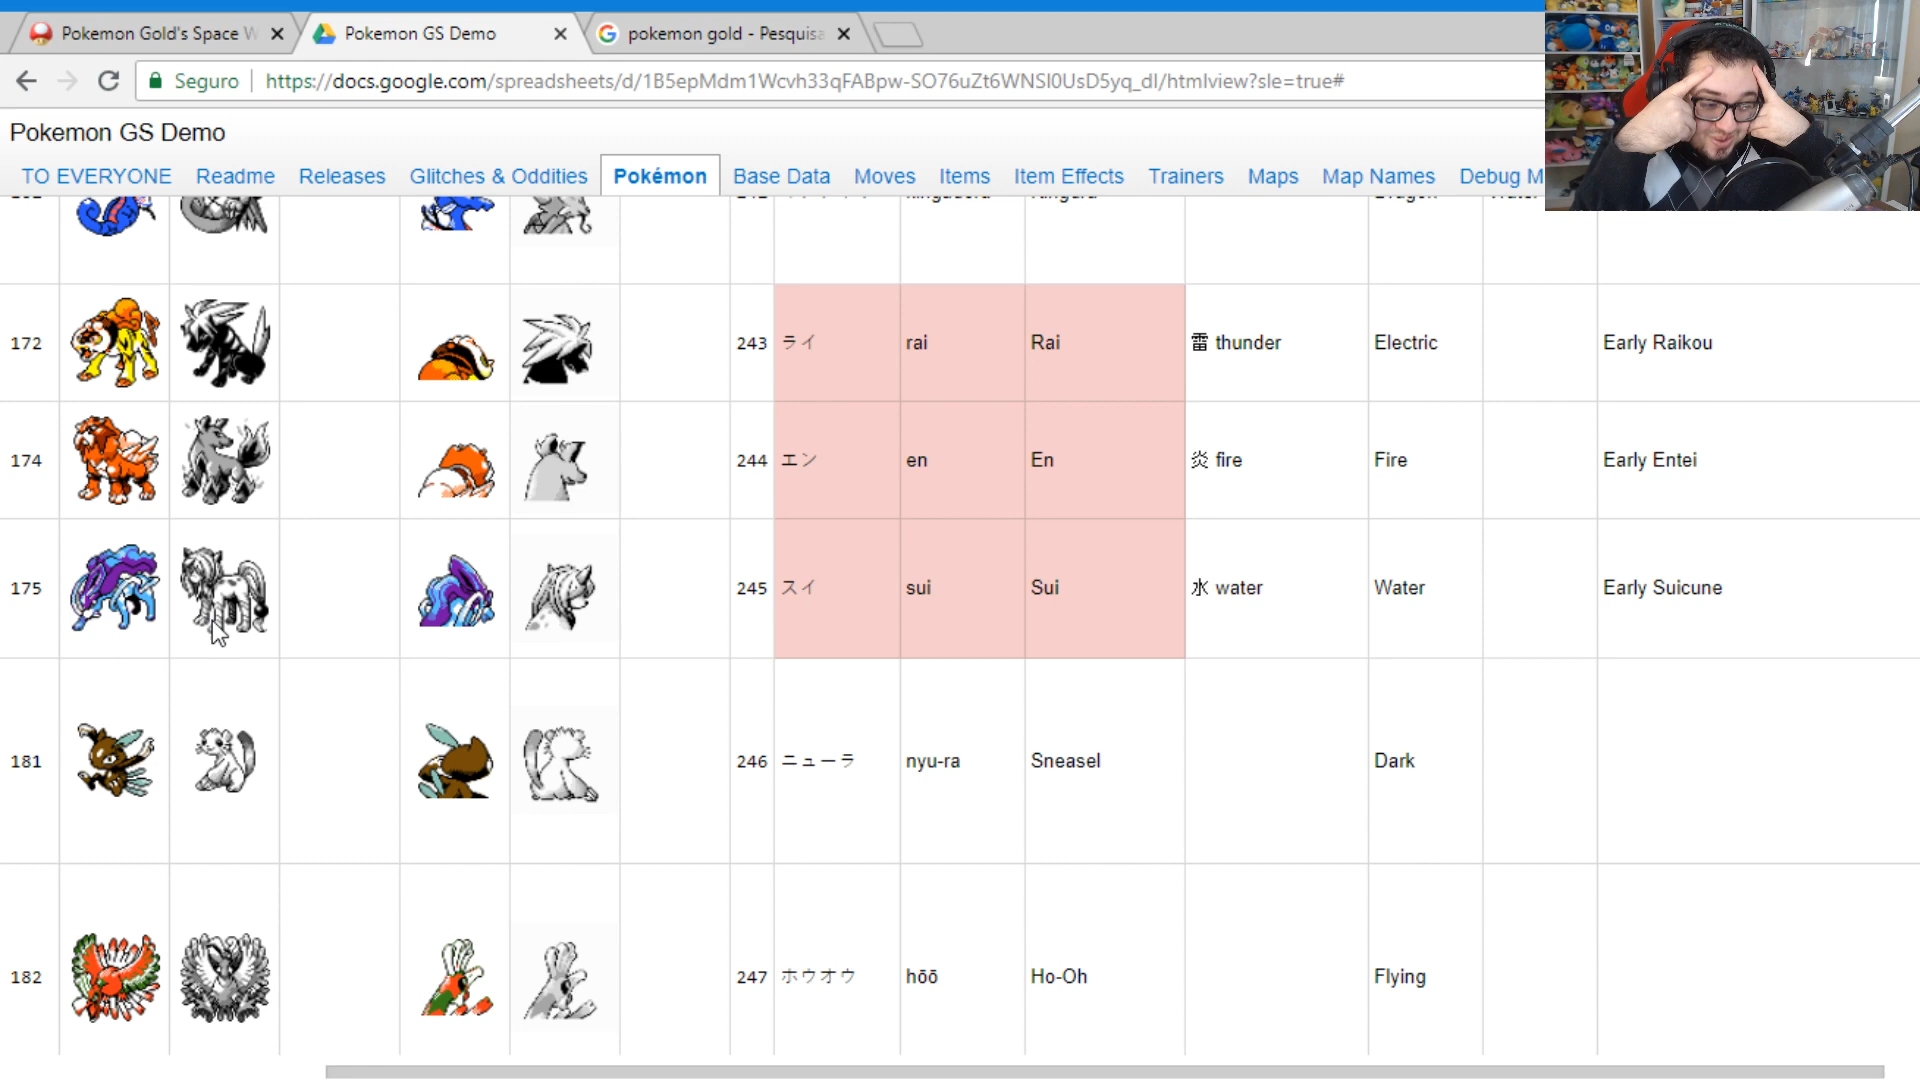 Pokemon Gold's Space W
Pokemon GS Demo
pokemon gold - Pesquisa
Seguro
https://docs.google.com/spreadsheets/d/1B5epMdm1Wcvh33qFABpw-SO76uZt6WNSl0UsD5yq_dl/htmlview?sle=true#
Pokemon GS Demo
TO EVERYONE Readme Releases Glitches & Oddities Pokémon Base Data Moves Items Item Effects Trainers Maps Map Names Debug M
172 243 ライ rai Rai 雷 thunder Electric Early Raikou
174 244 エン en En 炎 fire Fire Early Entei
175 245 スイ sui Sui 水 water Water Early Suicune
181 246 ニューラ nyu-ra Sneasel Dark
182 247 ホウオウ hōō Ho-Oh Flying